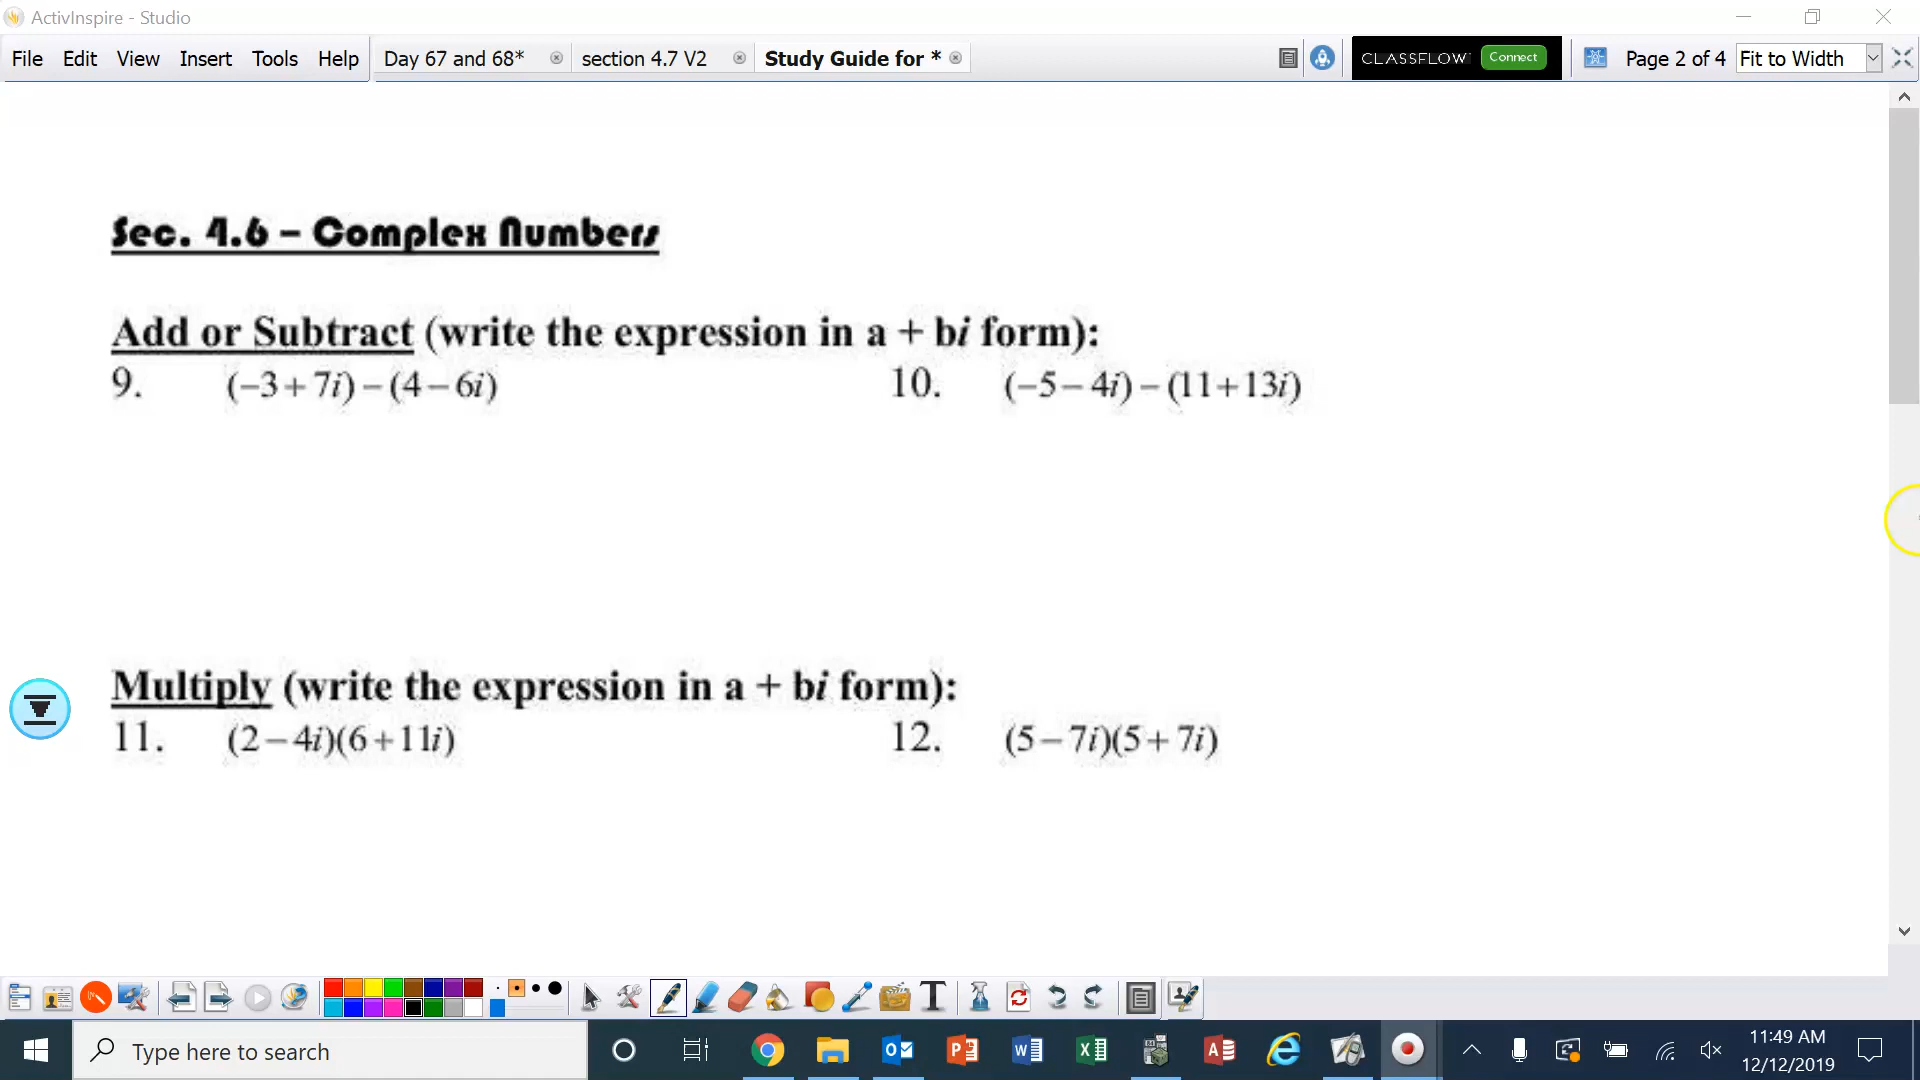 ActivInspire - Studio
File Edit View Insert Tools Help Day 67 and 68* section 4.7 V2 Study Guide for * CLASSFLOW Connect Page 2 of 4 Fit to Width
Sec. 4.6 – Complex Numbers
Add or Subtract (write the expression in a + bi form):
9. (−3+7i)−(4−6i) 10. (−5−4i)−(11+13i)
Multiply (write the expression in a + bi form):
11. (2−4i)(6+11i) 12. (5−7i)(5+7i)
Type here to search
11:49 AM
12/12/2019